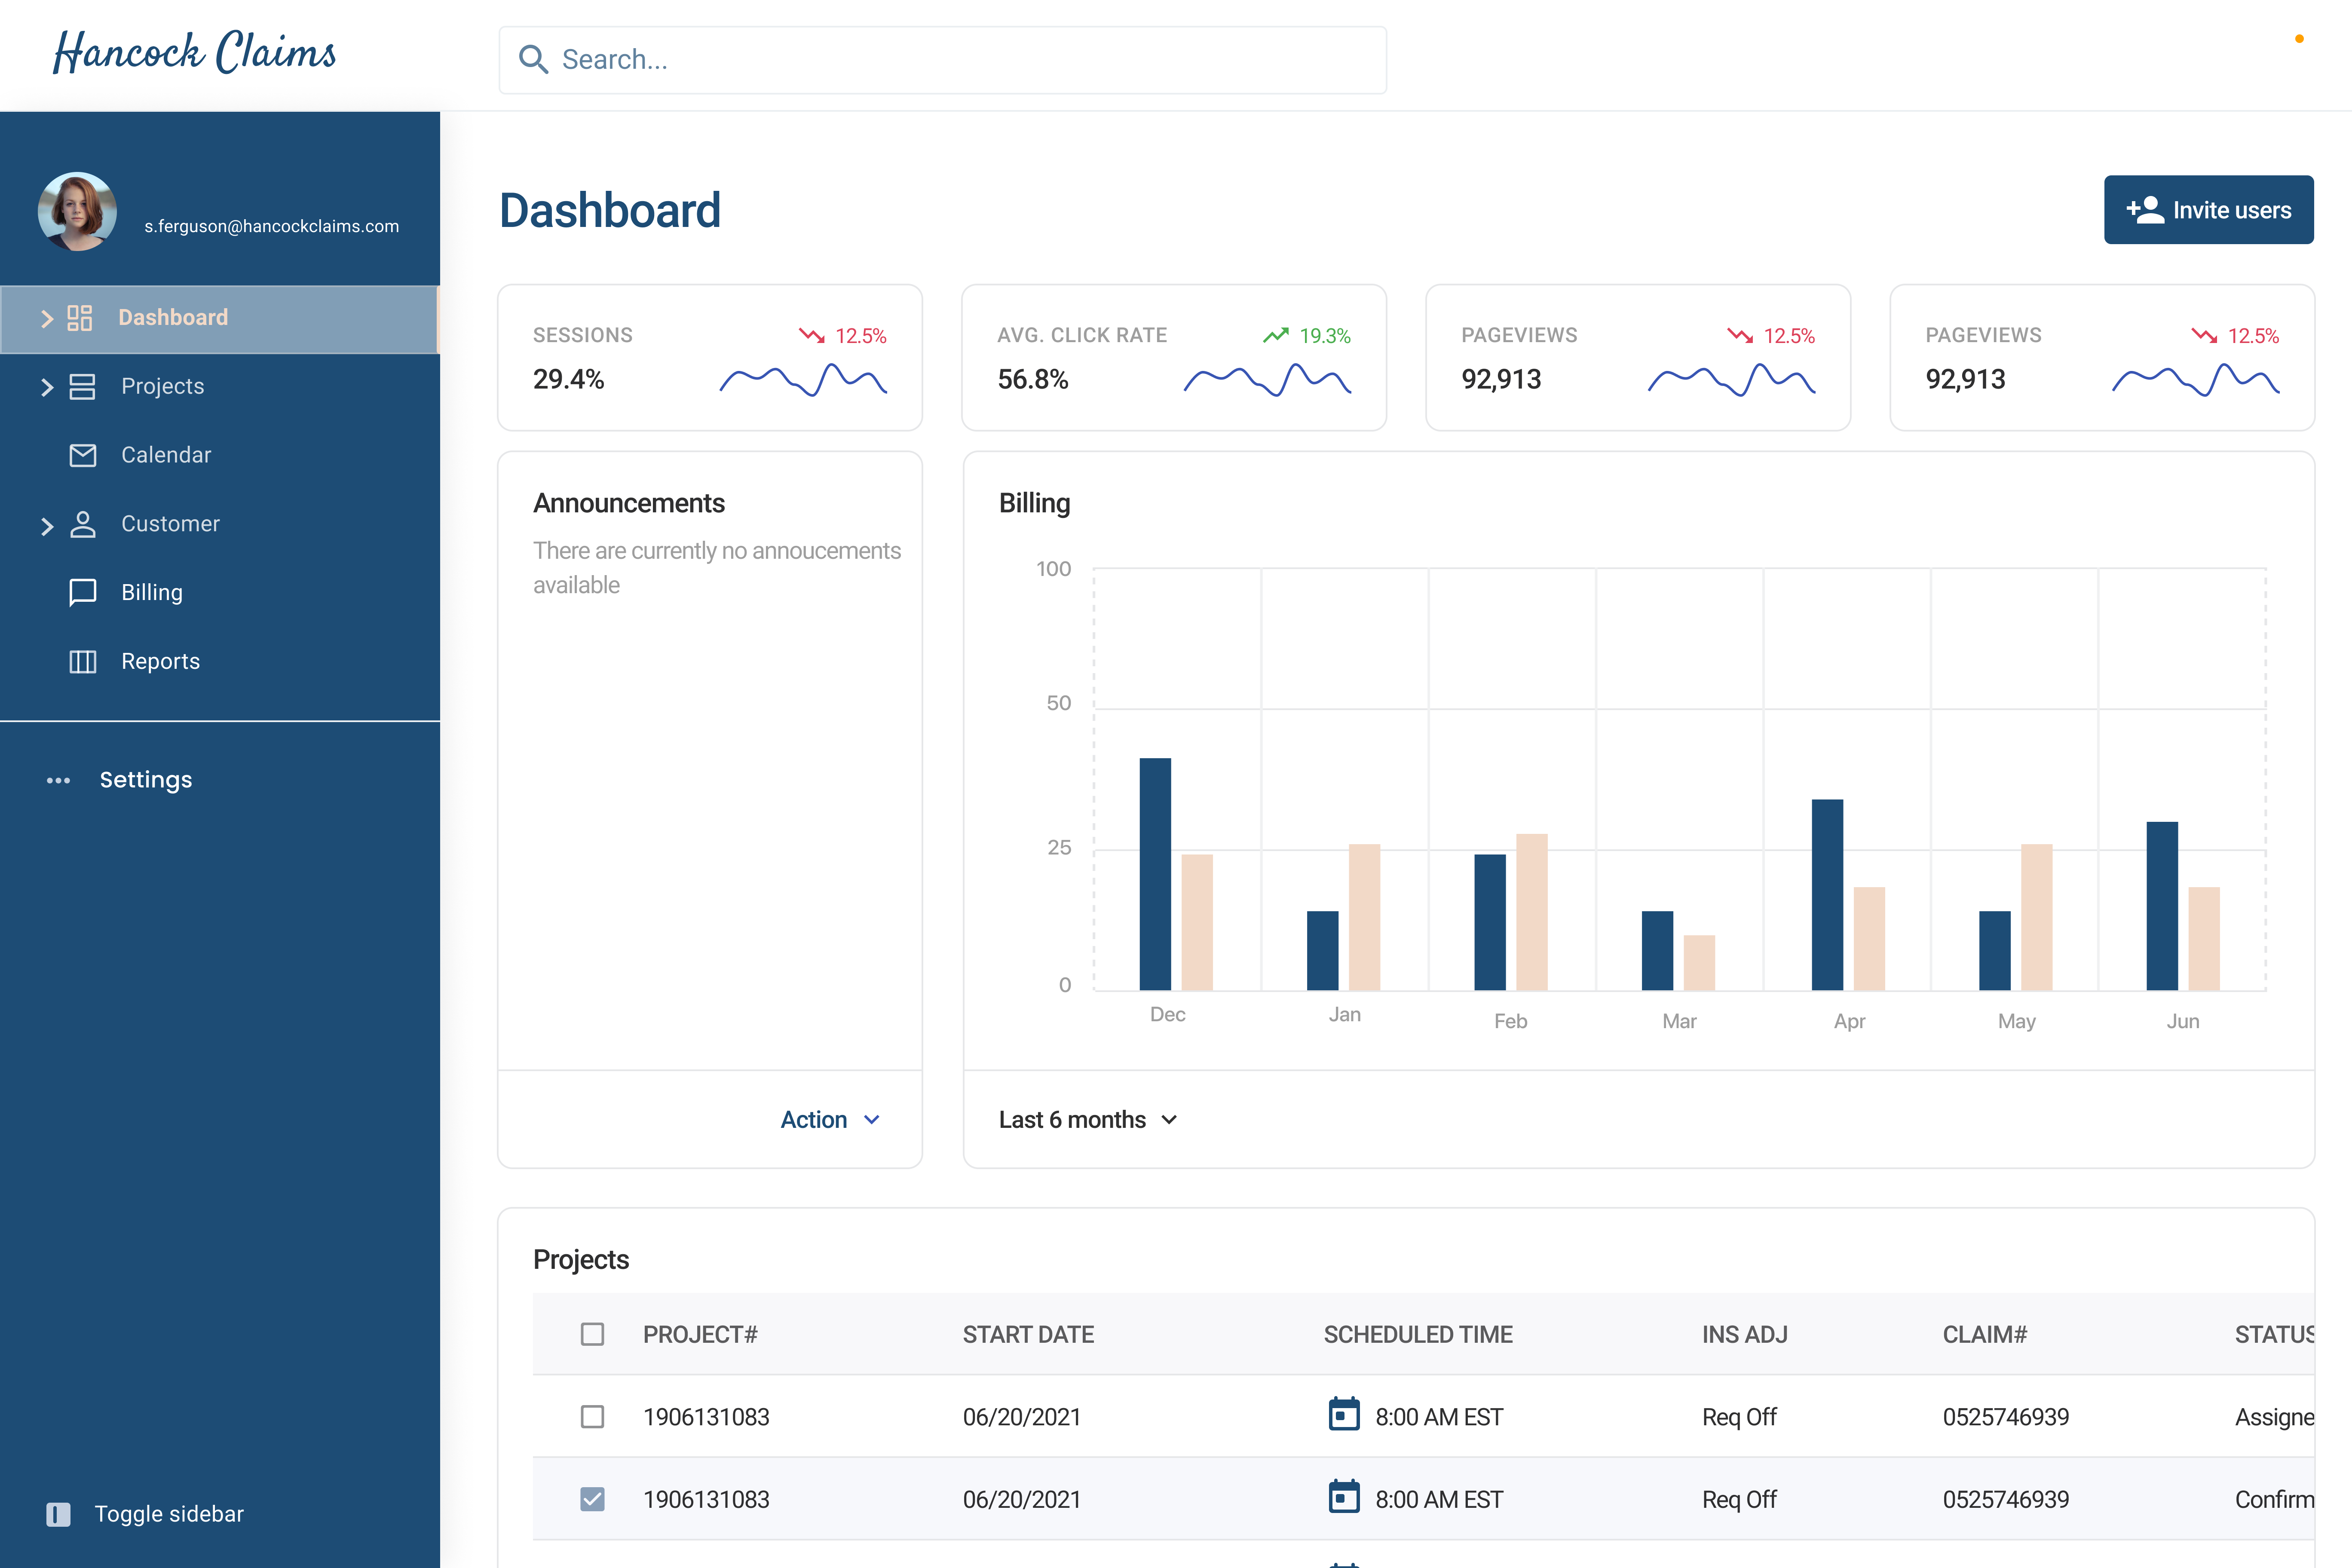 Hancock Claims
Search...
s.ferguson@hancockclaims.com
Dashboard
Projects
Calendar
Customer
Billing
Reports
Settings
Toggle sidebar
Dashboard
Invite users
SESSIONS 12.5%
29.4%
AVG. CLICK RATE 19.3%
56.8%
PAGEVIEWS 12.5%
92,913
PAGEVIEWS 12.5%
92,913
Announcements
There are currently no annoucements
available
Action
Billing
100
50
25
0
Dec Jan Feb Mar Apr May Jun
Last 6 months
Projects
PROJECT# START DATE SCHEDULED TIME INS ADJ CLAIM# STATUS
1906131083 06/20/2021 8:00 AM EST Req Off 0525746939 Assigne
1906131083 06/20/2021 8:00 AM EST Req Off 0525746939 Confirm